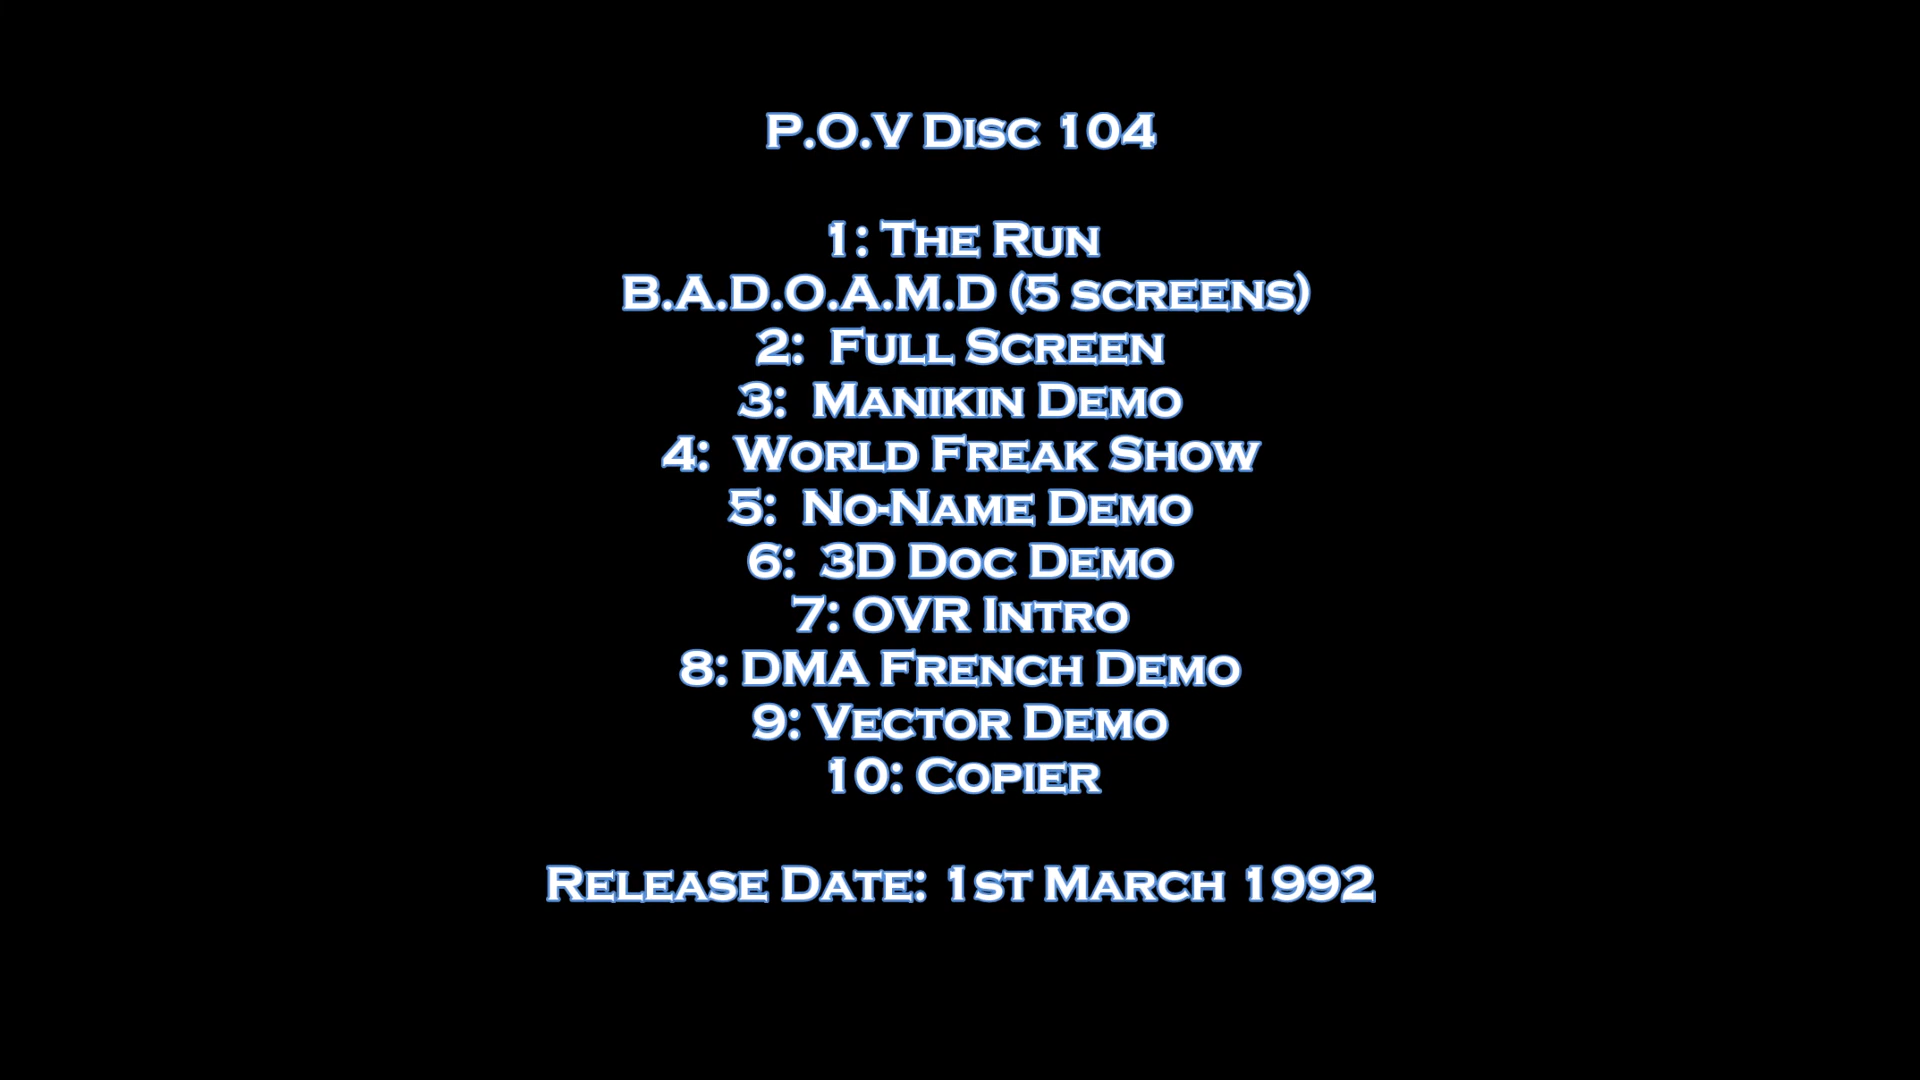 P.O.V Disc 104
1: The Run
B.A.D.O.A.M.D (5 screens)
2: Full Screen
3: Manikin Demo
4: World Freak Show
5: No-Name Demo
6: 3D Doc Demo
7: OVR Intro
8: DMA French Demo
9: Vector Demo
10: Copier
Release Date: 1st March 1992